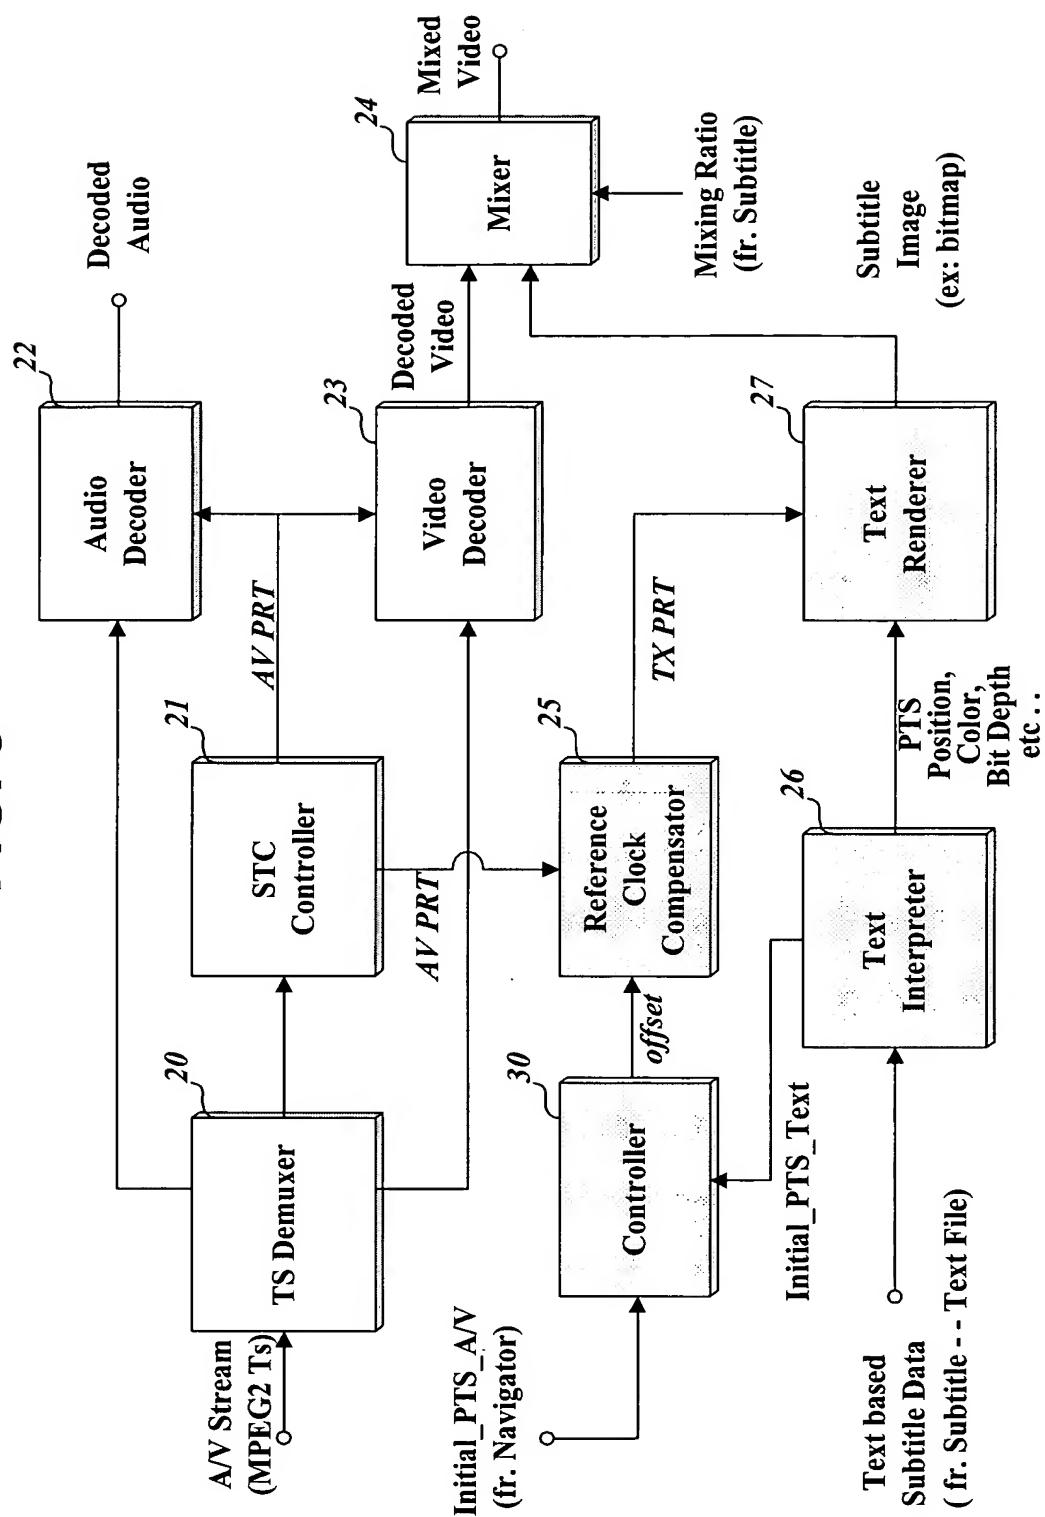 Decoded
Audio
22
Audio
Decoder
AV PRT
Mixed
Video
24
Mixer
Mixing Ratio
(fr. Subtitle)
Decoded
Video
23
Video
Decoder
21
STC
Controller
AV PRT
20
TS Demuxer
A/V Stream
(MPEG2 Ts)
Initial_PTS_A/V
(fr. Navigator)
30
Controller
offset
25
Reference
Clock
Compensator
TX PRT
27
Text
Renderer
Subtitle
Image
(ex: bitmap)
PTS
Position,
Color,
Bit Depth
etc . .
26
Text
Interpreter
Initial_PTS_Text
Text based
Subtitle Data
( fr. Subtitle - - Text File)